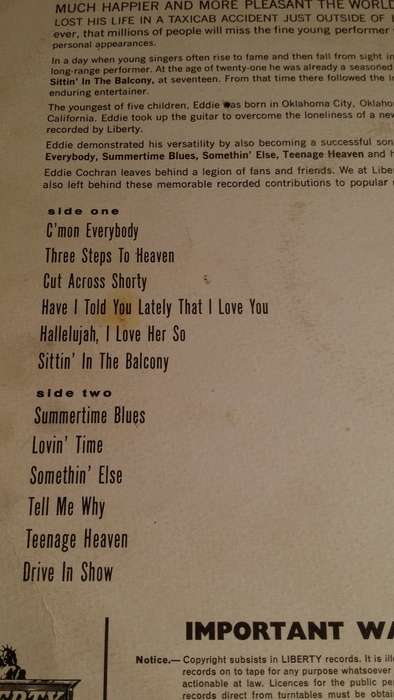 MUCH HAPPIER AND MORE PLEASANT THE WORLD
LOST HIS LIFE IN A TAXICAB ACCIDENT JUST OUTSIDE OF
ever, that millions of people will miss the fine young performer
personal appearances.
In a day when young singers often rise to fame and then fall from sight in
long-range performer. At the age of twenty-one he was already a seasoned
Sittin' In The Balcony, at seventeen. From that time there followed the
enduring entertainer.
The youngest of five children, Eddie was born in Oklahoma City, Oklaho
California. Eddie took up the guitar to overcome the loneliness of a new
recorded by Liberty.
Eddie demonstrated his versatility by also becoming a successful son
Everybody, Summertime Blues, Somethin' Else, Teenage Heaven and h
Eddie Cochran leaves behind a legion of fans and friends. We at Libe
also left behind these memorable recorded contributions to popular
side one
C'mon Everybody
Three Steps To Heaven
Cut Across Shorty
Have I Told You Lately That I Love You
Hallelujah, I Love Her So
Sittin' In The Balcony
side two
Summertime Blues
Lovin' Time
Somethin' Else
Tell Me Why
Teenage Heaven
Drive In Show
IMPORTANT WA
Notice.— Copyright subsists in LIBERTY records. It is ill
records on to tape for any purpose whatsoever
actionable at law. Licences for the public pe
records direct from turntables must be obtai